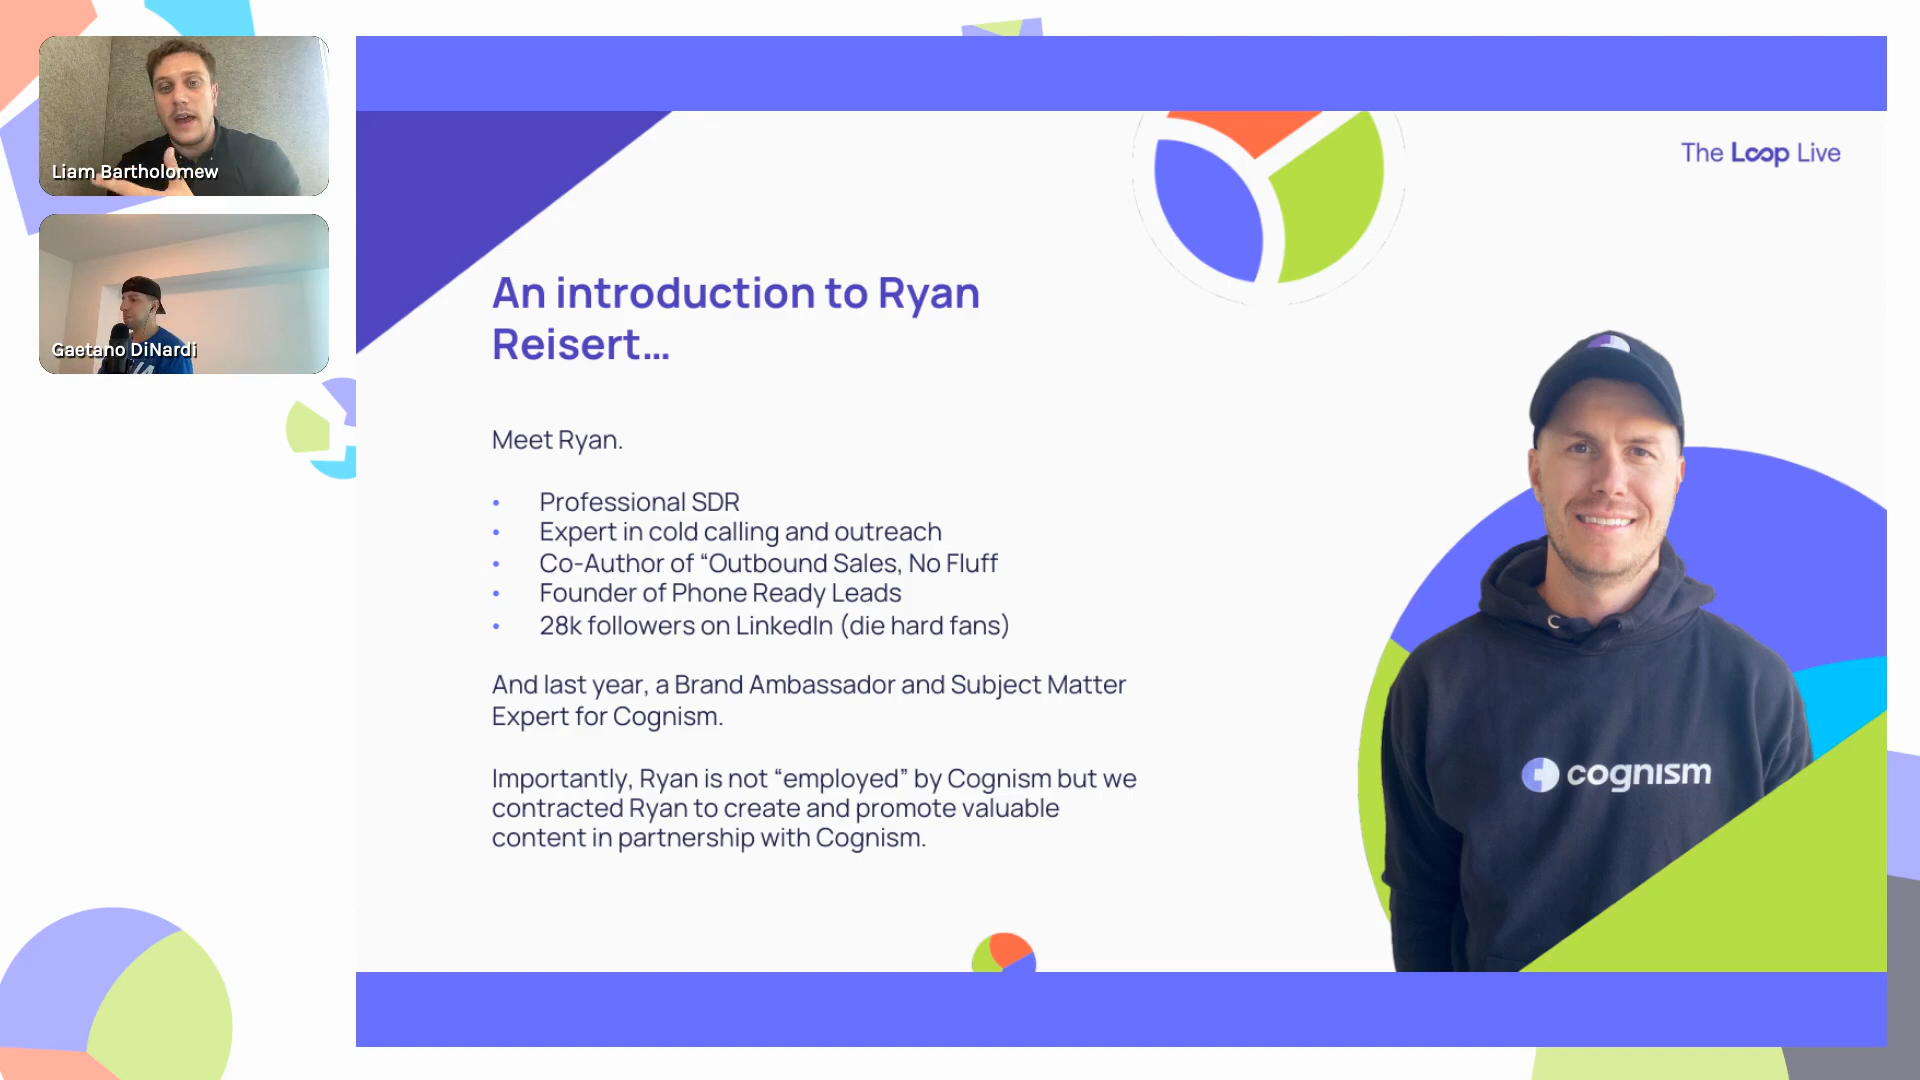 Liam Bartholomew
Gaetano DiNardi
The Loop Live
An introduction to Ryan
Reisert...
Meet Ryan.
• Professional SDR
• Expert in cold calling and outreach
• Co-Author of “Outbound Sales, No Fluff
• Founder of Phone Ready Leads
• 28k followers on LinkedIn (die hard fans)
And last year, a Brand Ambassador and Subject Matter
Expert for Cognism.
Importantly, Ryan is not “employed” by Cognism but we
contracted Ryan to create and promote valuable
content in partnership with Cognism.
cognism